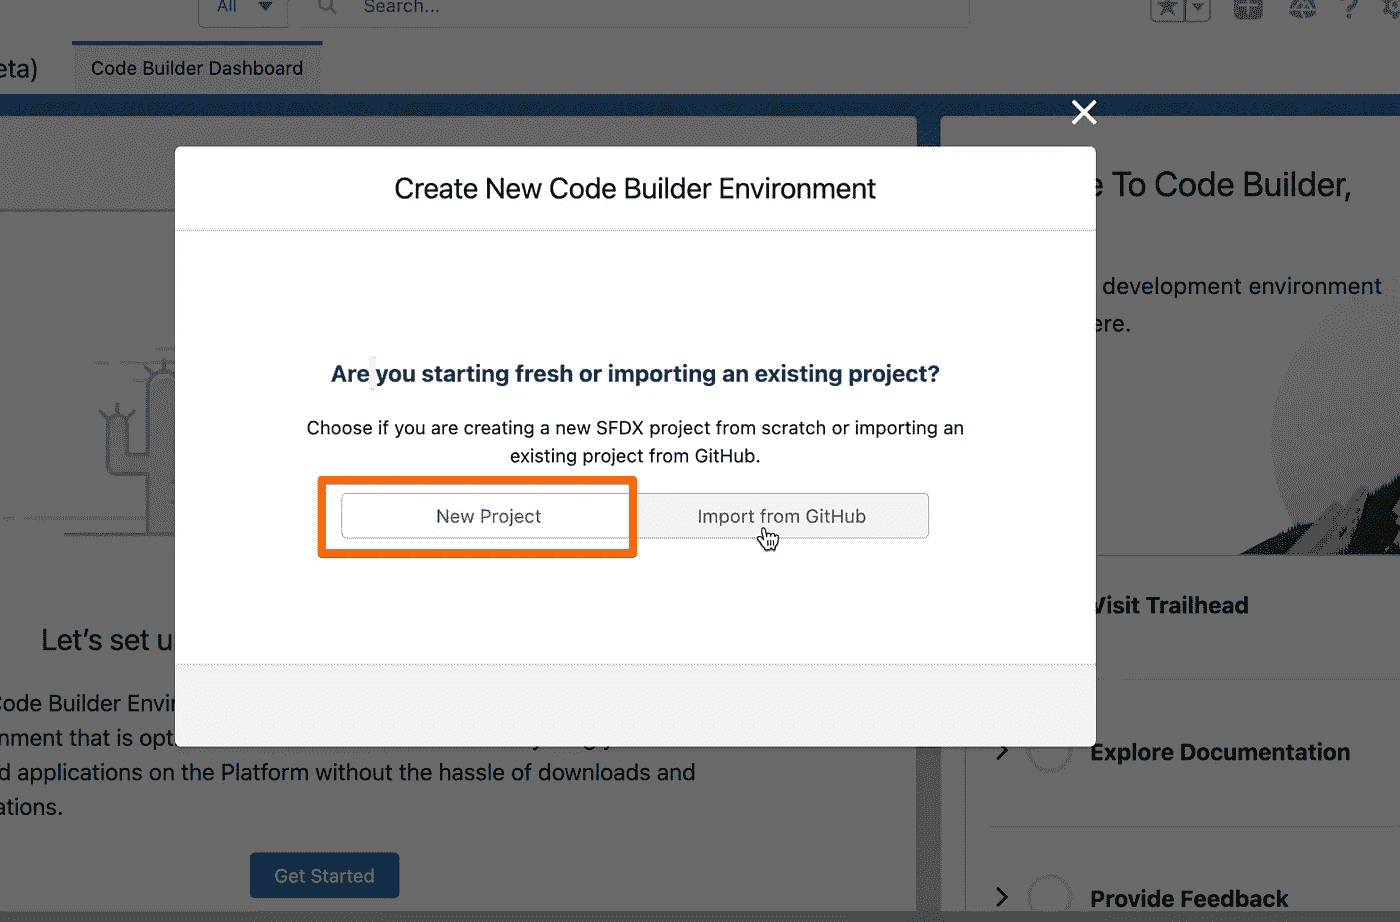 All
Search...
eta)
Code Builder Dashboard
Create New Code Builder Environment
e To Code Builder,
development environment
ere.
Are you starting fresh or importing an existing project?
Choose if you are creating a new SFDX project from scratch or importing an
existing project from GitHub.
New Project
Import from GitHub
Let's set u
Code Builder Envir
nment that is opt
d applications on the Platform without the hassle of downloads and
ations.
Get Started
Visit Trailhead
Explore Documentation
Provide Feedback